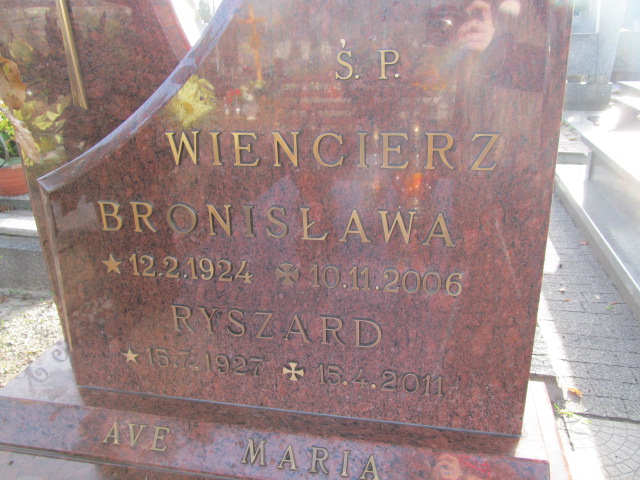 Ś. P.
WIENCIERZ
BRONISŁAWA
12.2.1924 10.11.2006
RYSZARD
15.7.1927 15.4.2011
AVE MARIA